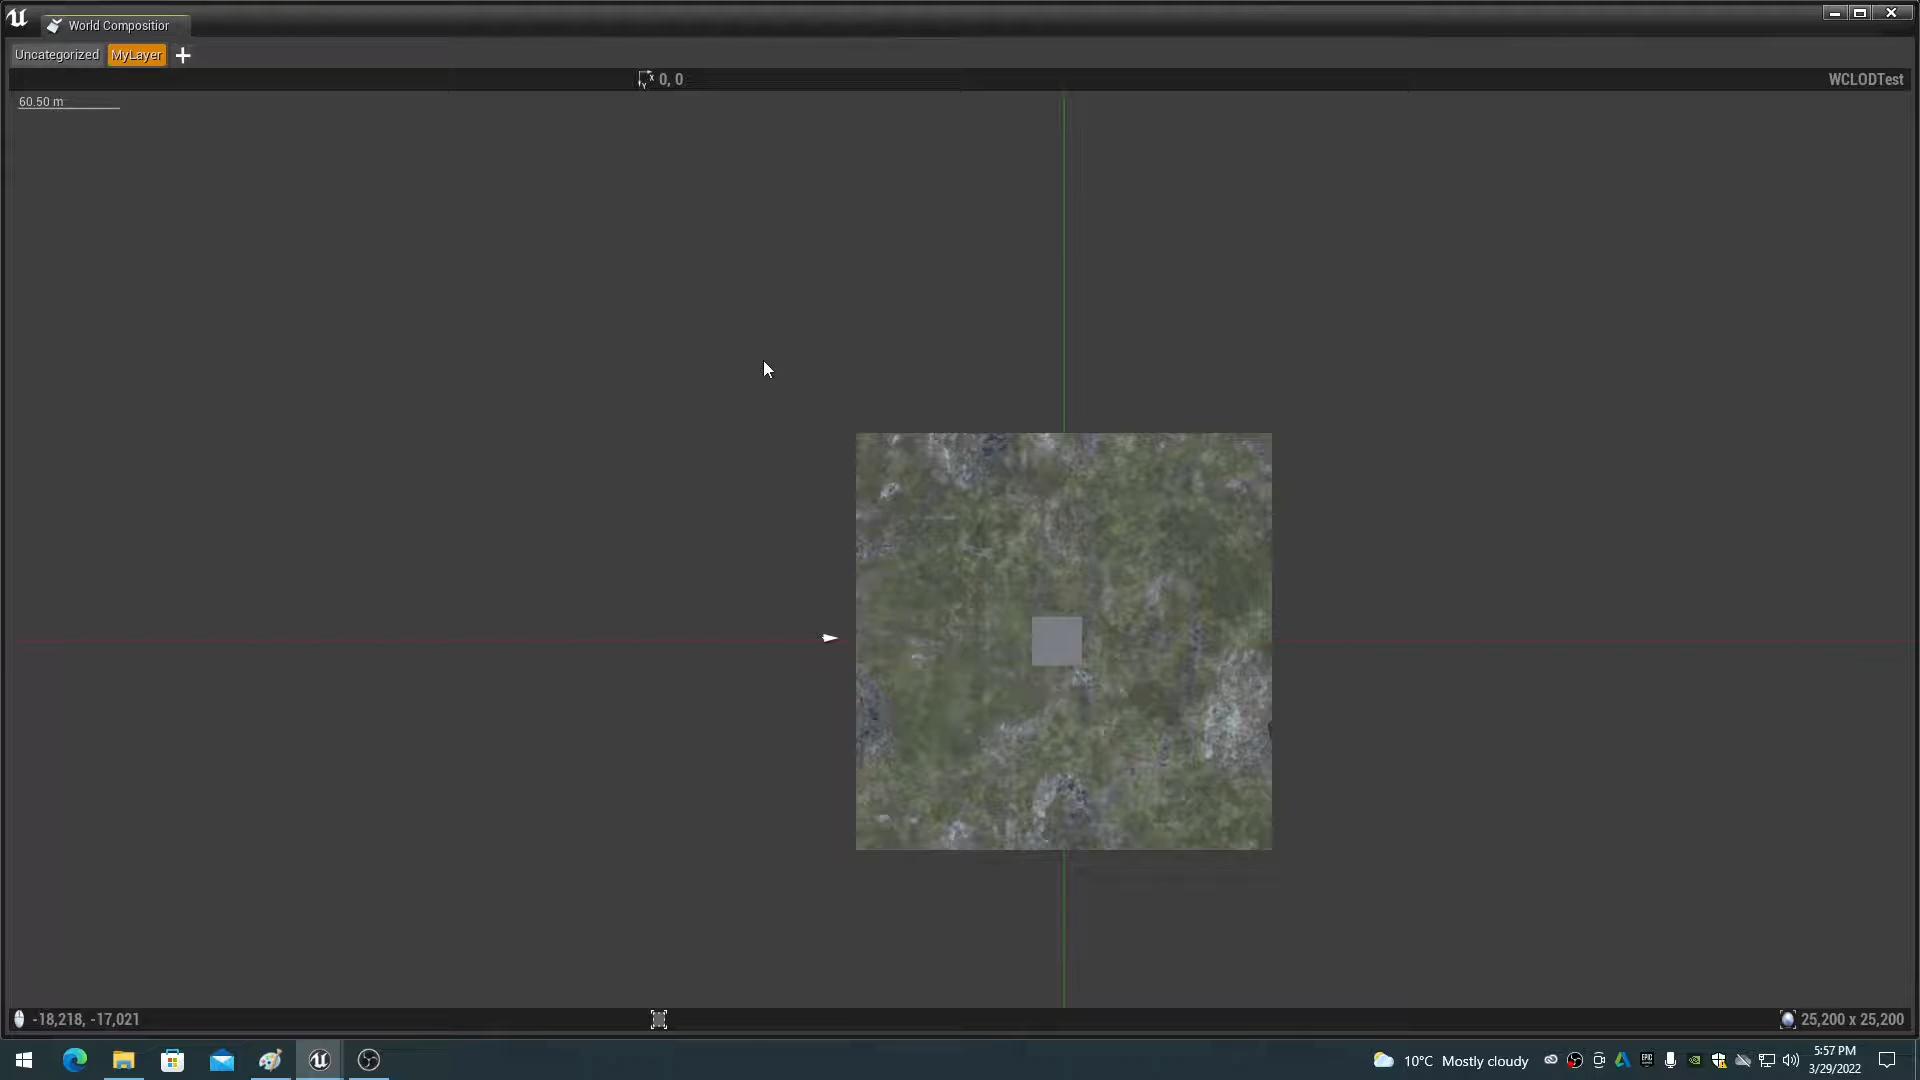 World Composition
Uncategorized
MyLayer
0, 0
WCLODTest
60.50 m
-18,218, -17,021
25,200 x 25,200
10°C Mostly cloudy
5:57 PM
3/29/2022